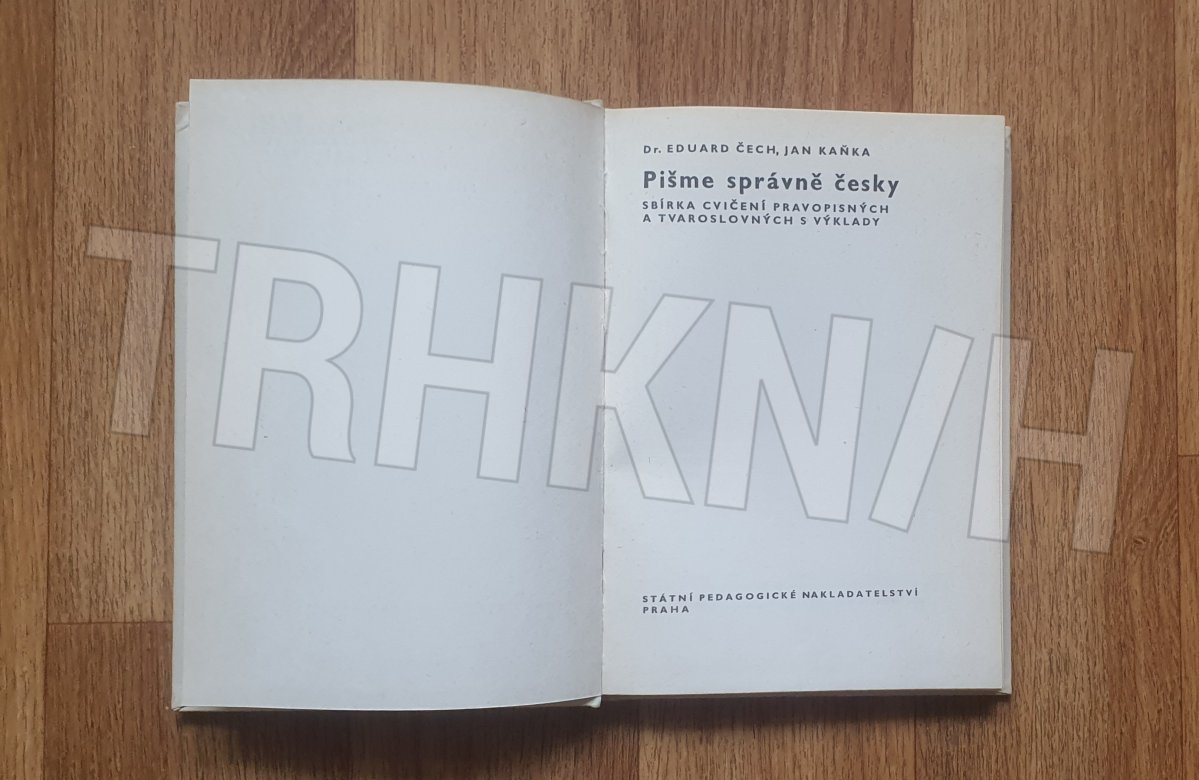 Dr. EDUARD ČECH, JAN KAŇKA
Pišme správně česky
SBÍRKA CVIČENÍ PRAVOPISNÝCH
A TVAROSLOVNÝCH S VÝKLADY
TRHKNIH
STÁTNÍ PEDAGOGICKÉ NAKLADATELSTVÍ
PRAHA